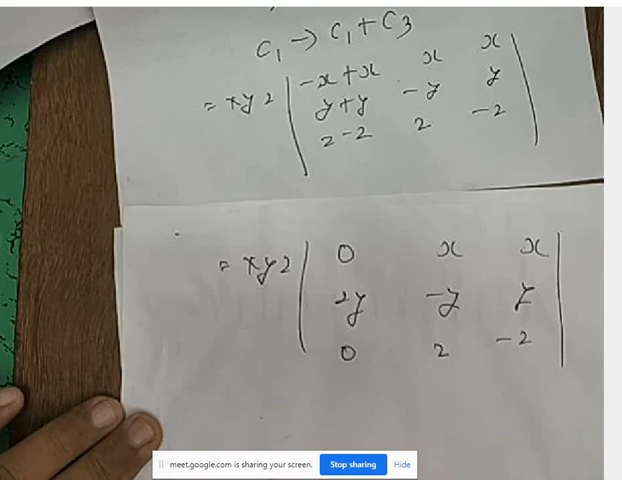 C₁ → C₁ + C₃
= xyz | -x+x x x |
| y+y -y y |
| z-z z -z |
= xyz | 0 x x |
| 2y -y y |
| 0 z -z |
meet.google.com is sharing your screen. Stop sharing Hide